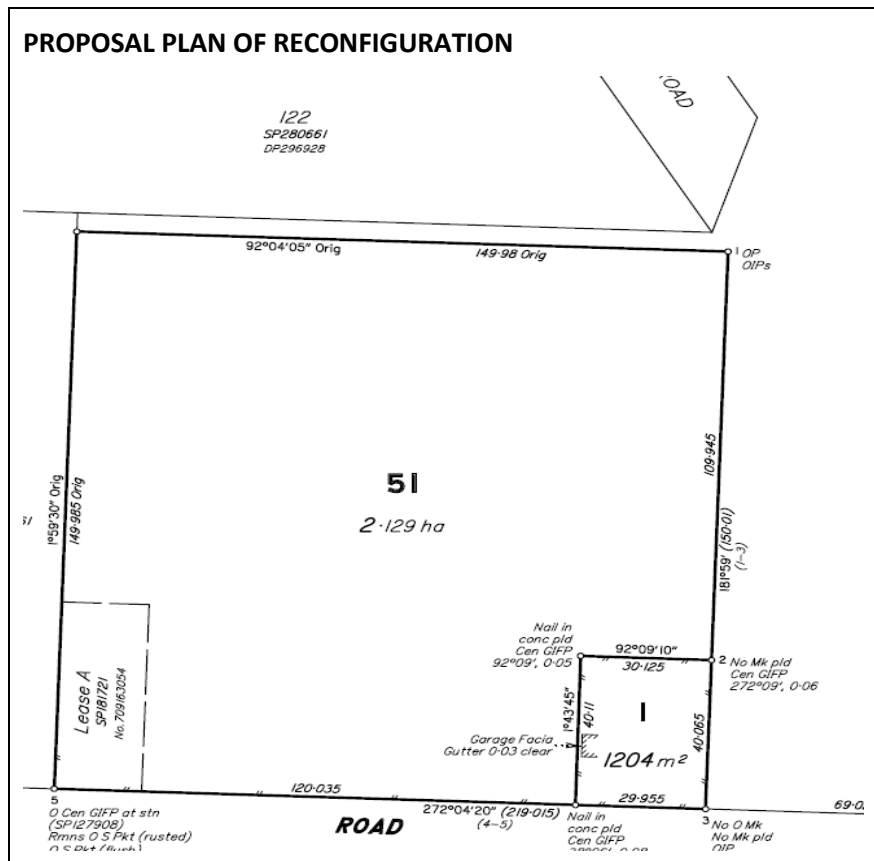 PROPOSAL PLAN OF RECONFIGURATION
ROAD
122
SP280661
DP296928
92°04'05" Orig
149·98 Orig
1 OP
OIPs
109·945
181°59' (150·01)
(1-3)
1°59'30" Orig
149·985 Orig
51
2·129 ha
Lease A
SP181721
No.709163054
Nail in
conc pld
Cen GIFP
92°09', 0·05
92°09'10"
30·125
2 No Mk pld
Cen GIFP
272°09', 0·06
1°43'45"
40·11
1
1204 m²
40·065
Garage Facia
Gutter 0·03 clear
120·035
272°04'20" (219·015)
(4-5)
29·955
69·0
ROAD
5
O Cen GIFP at stn
(SP127908)
Rmns O S Pkt (rusted)
O S Pkt (flush)
Nail in
conc pld
Cen GIFP
3
No O Mk
No Mk pld
OIP